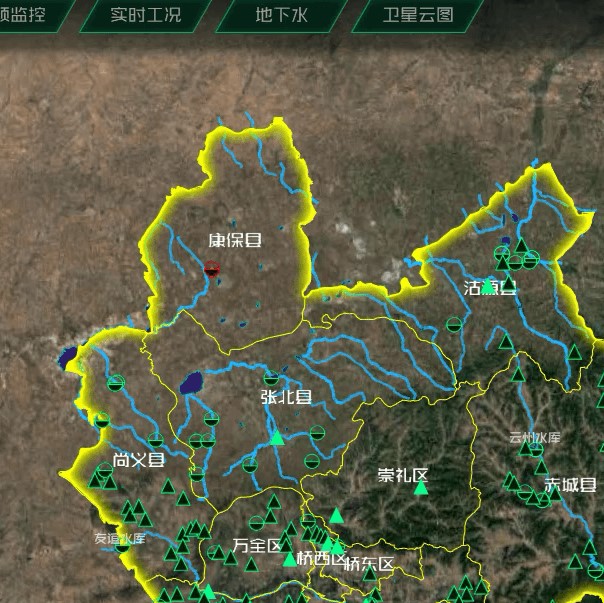 频监控 实时工况 地下水 卫星云图
康保县
沽源县
张北县
云州水库
尚义县
崇礼区
赤城县
友谊水库
万全区
桥西区
桥东区